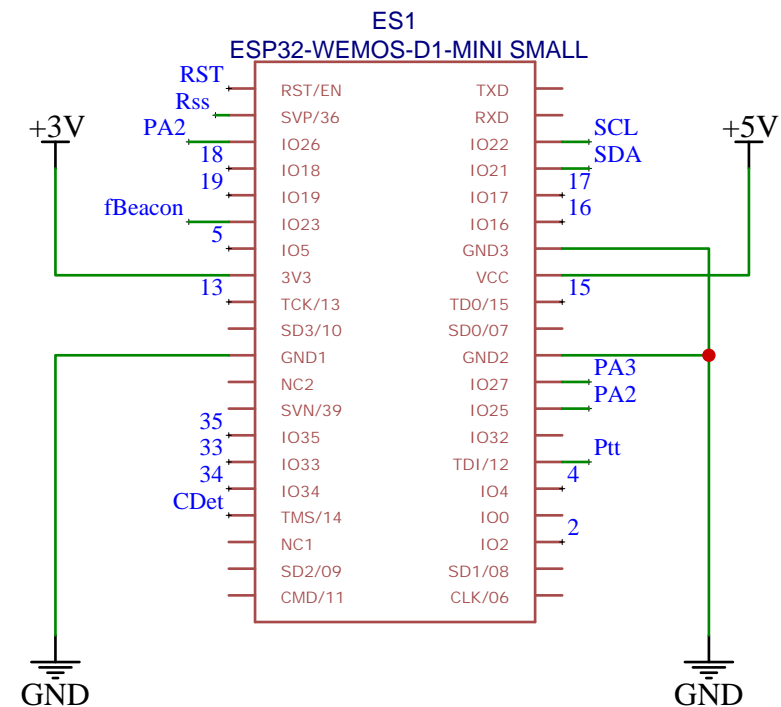 ES1
ESP32-WEMOS-D1-MINI SMALL
RST RST/EN TXD
Rss SVP/36 RXD
+3V PA2 IO26 IO22 SCL +5V
18 IO18 IO21 SDA
19 IO19 IO17 17
fBeacon IO23 IO16 16
5 IO5 GND3
3V3 VCC
13 TCK/13 TD0/15 15
SD3/10 SD0/07
GND1 GND2
NC2 IO27 PA3
SVN/39 IO25 PA2
35 IO35 IO32
33 IO33 TDI/12 Ptt
34 IO34 IO4 4
CDet TMS/14 IO0
NC1 IO2 2
SD2/09 SD1/08
CMD/11 CLK/06
GND GND